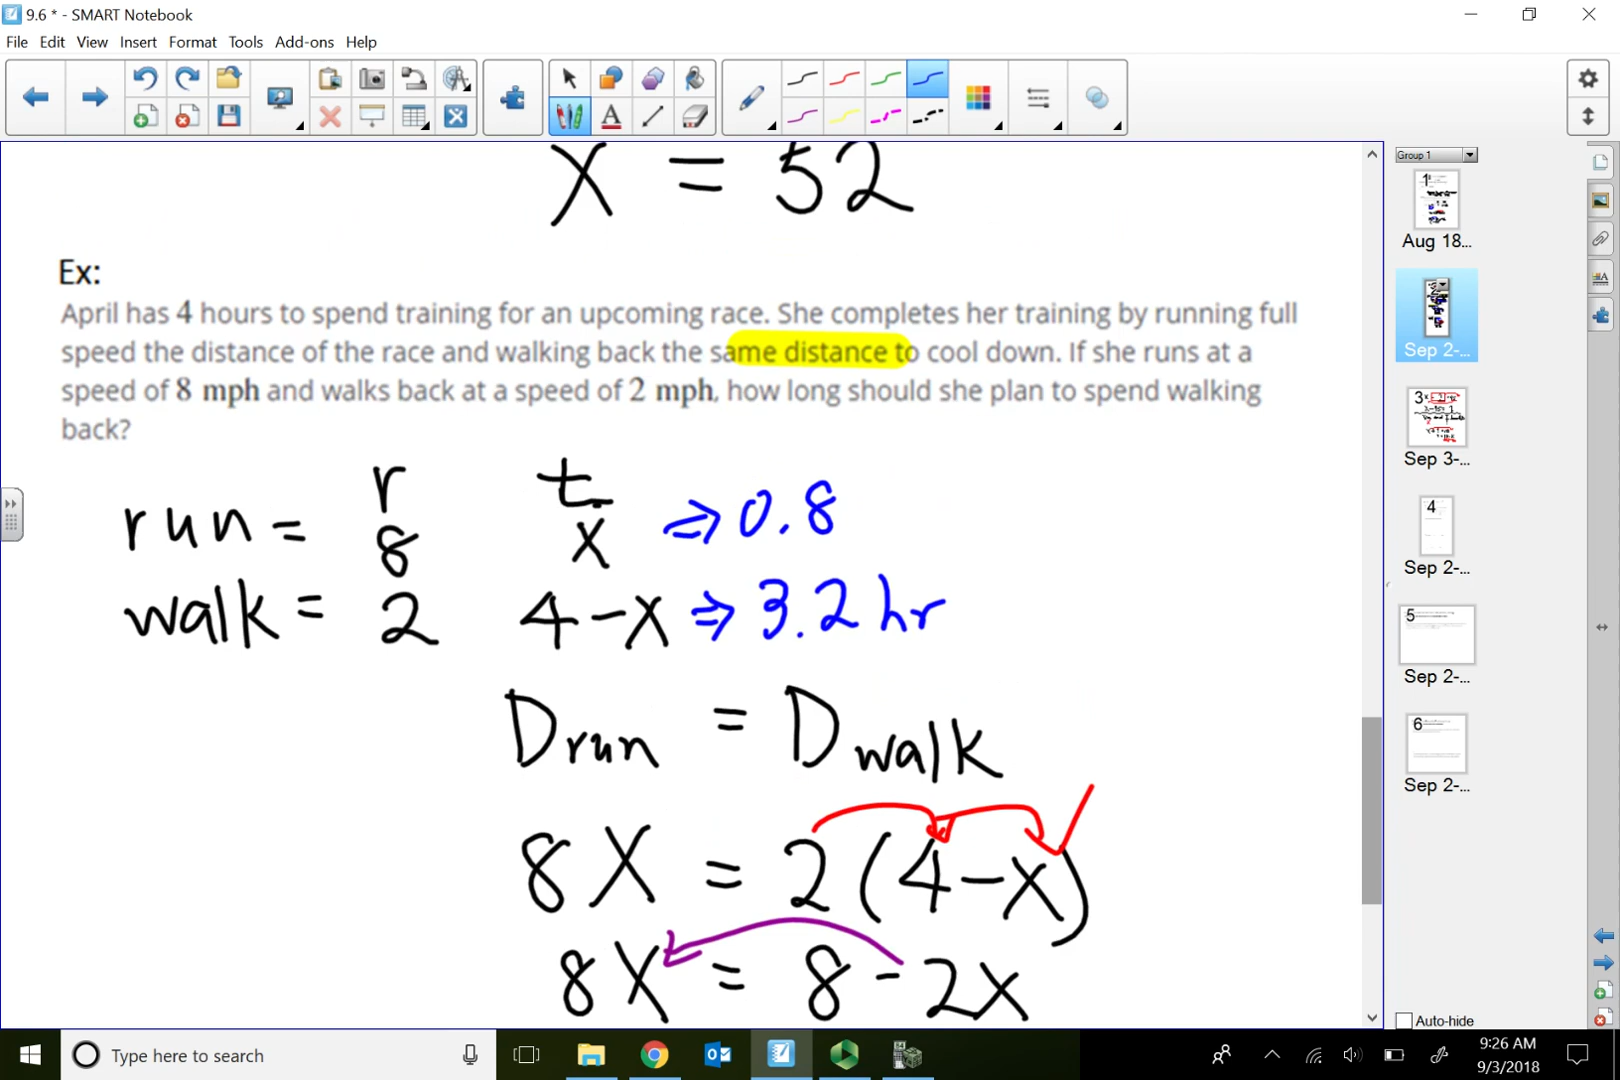 9.6 * - SMART Notebook
File Edit View Insert Format Tools Add-ons Help
X = 52
Ex:
April has 4 hours to spend training for an upcoming race. She completes her training by running full
speed the distance of the race and walking back the same distance to cool down. If she runs at a
speed of 8 mph and walks back at a speed of 2 mph, how long should she plan to spend walking
back?
r t
run = 8 x ⇒ 0.8
walk = 2 4-x ⇒ 3.2 hr
Drun = Dwalk
8X = 2(4-x)
8X = 8-2x
Group 1
1
Aug 18...
Sep 2-...
3
Sep 3-...
4
Sep 2-...
5
Sep 2-...
6
Sep 2-...
Auto-hide
Type here to search
9:26 AM
9/3/2018